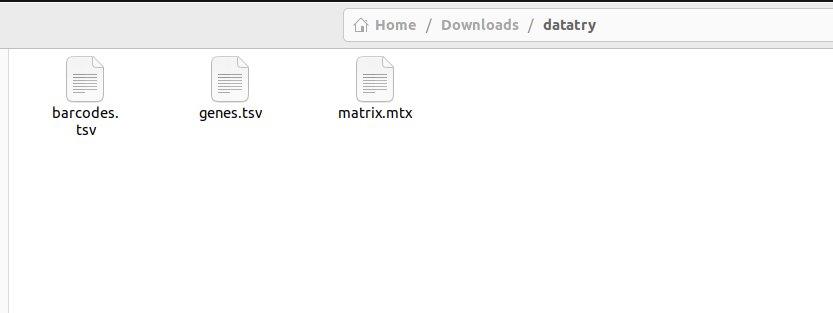 Home / Downloads / datatry
barcodes.
tsv
genes.tsv
matrix.mtx